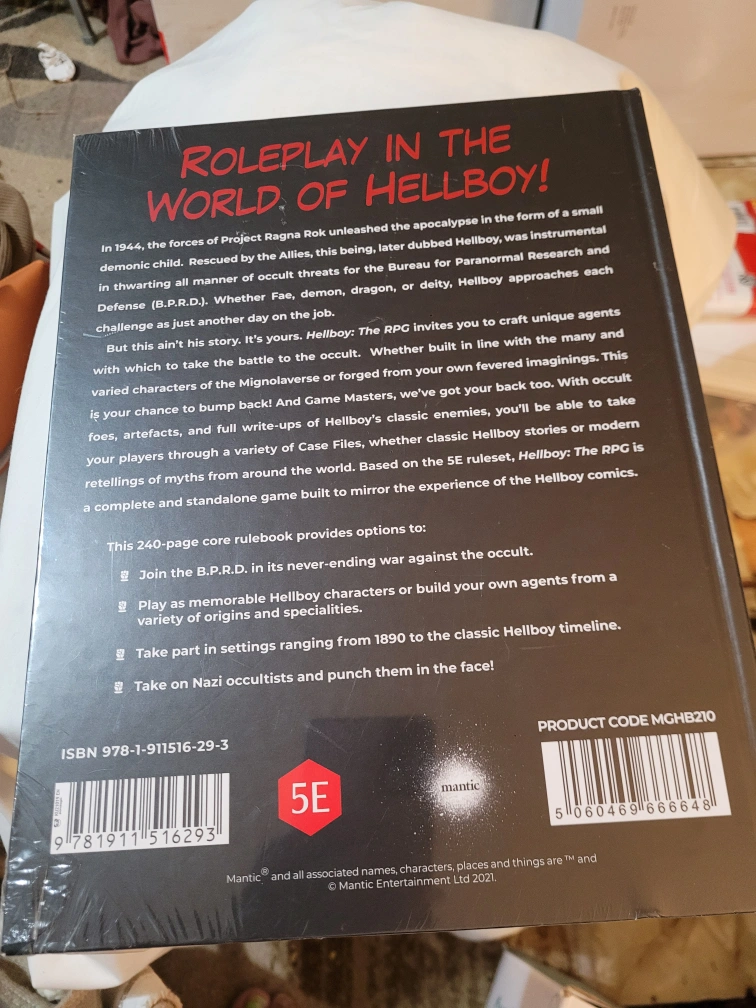 ROLEPLAY IN THE
WORLD OF HELLBOY!
In 1944, the forces of Project Ragna Rok unleashed the apocalypse in the form of a small
demonic child. Rescued by the Allies, this being, later dubbed Hellboy, was instrumental
in thwarting all manner of occult threats for the Bureau for Paranormal Research and
Defense (B.P.R.D.). Whether Fae, demon, dragon, or deity, Hellboy approaches each
challenge as just another day on the job.
But this ain't his story. It's yours. Hellboy: The RPG invites you to craft unique agents
with which to take the battle to the occult. Whether built in line with the many and
varied characters of the Mignolaverse or forged from your own fevered imaginings. This
is your chance to bump back! And Game Masters, we've got your back too. With occult
foes, artefacts, and full write-ups of Hellboy's classic enemies, you'll be able to take
your players through a variety of Case Files, whether classic Hellboy stories or modern
retellings of myths from around the world. Based on the 5E ruleset, Hellboy: The RPG is
a complete and standalone game built to mirror the experience of the Hellboy comics.
This 240-page core rulebook provides options to:
Join the B.P.R.D. in its never-ending war against the occult.
Play as memorable Hellboy characters or build your own agents from a
variety of origins and specialities.
Take part in settings ranging from 1890 to the classic Hellboy timeline.
Take on Nazi occultists and punch them in the face!
ISBN 978-1-911516-29-3
PRODUCT CODE MGHB210
9 781911 516293
5E
mantic
5 060469 666648
Mantic® and all associated names, characters, places and things are ™ and
© Mantic Entertainment Ltd 2021.